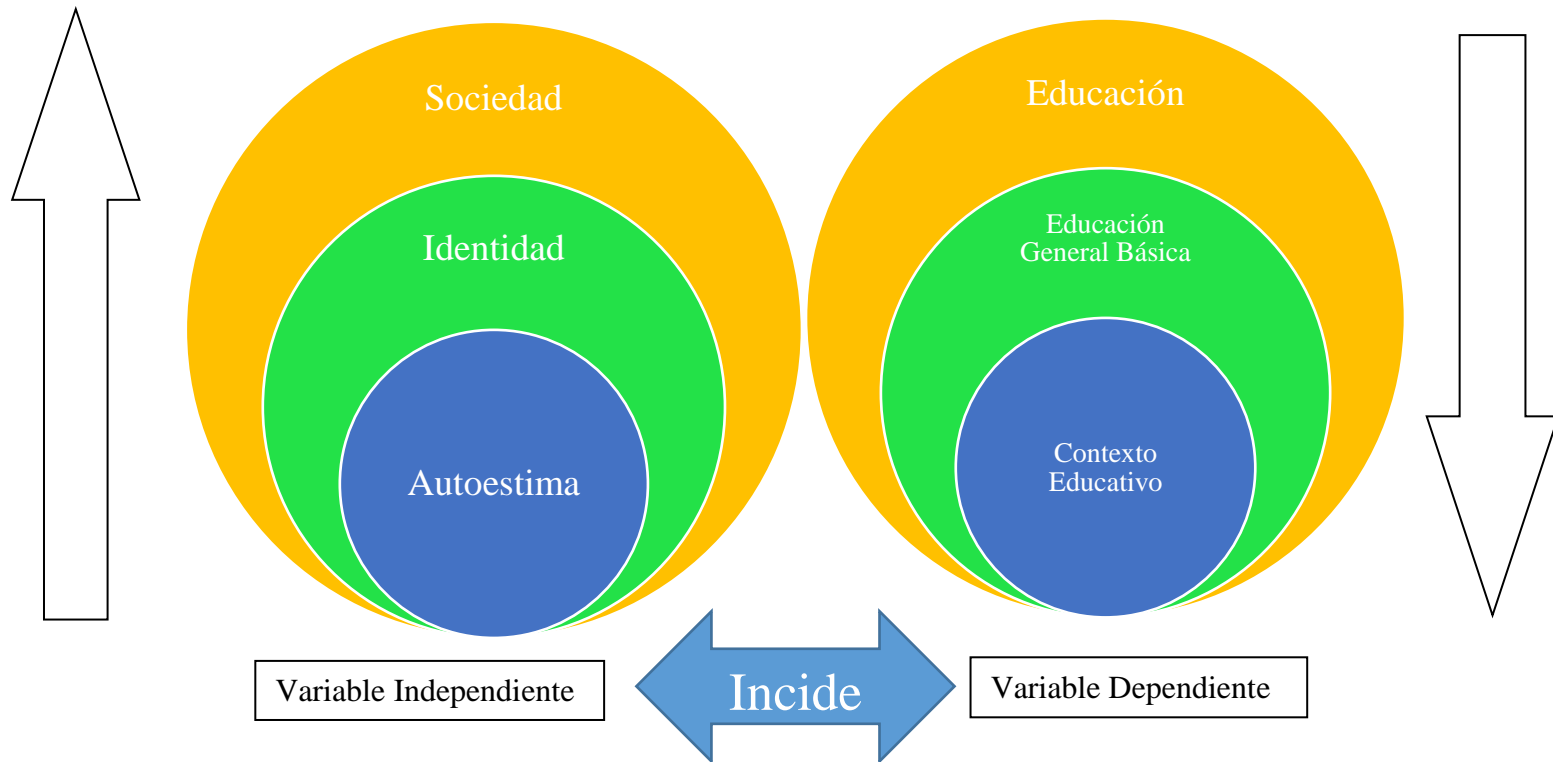 Sociedad
Identidad
Autoestima
Educación
Educación
General Básica
Contexto
Educativo
Variable Independiente
Incide
Variable Dependiente